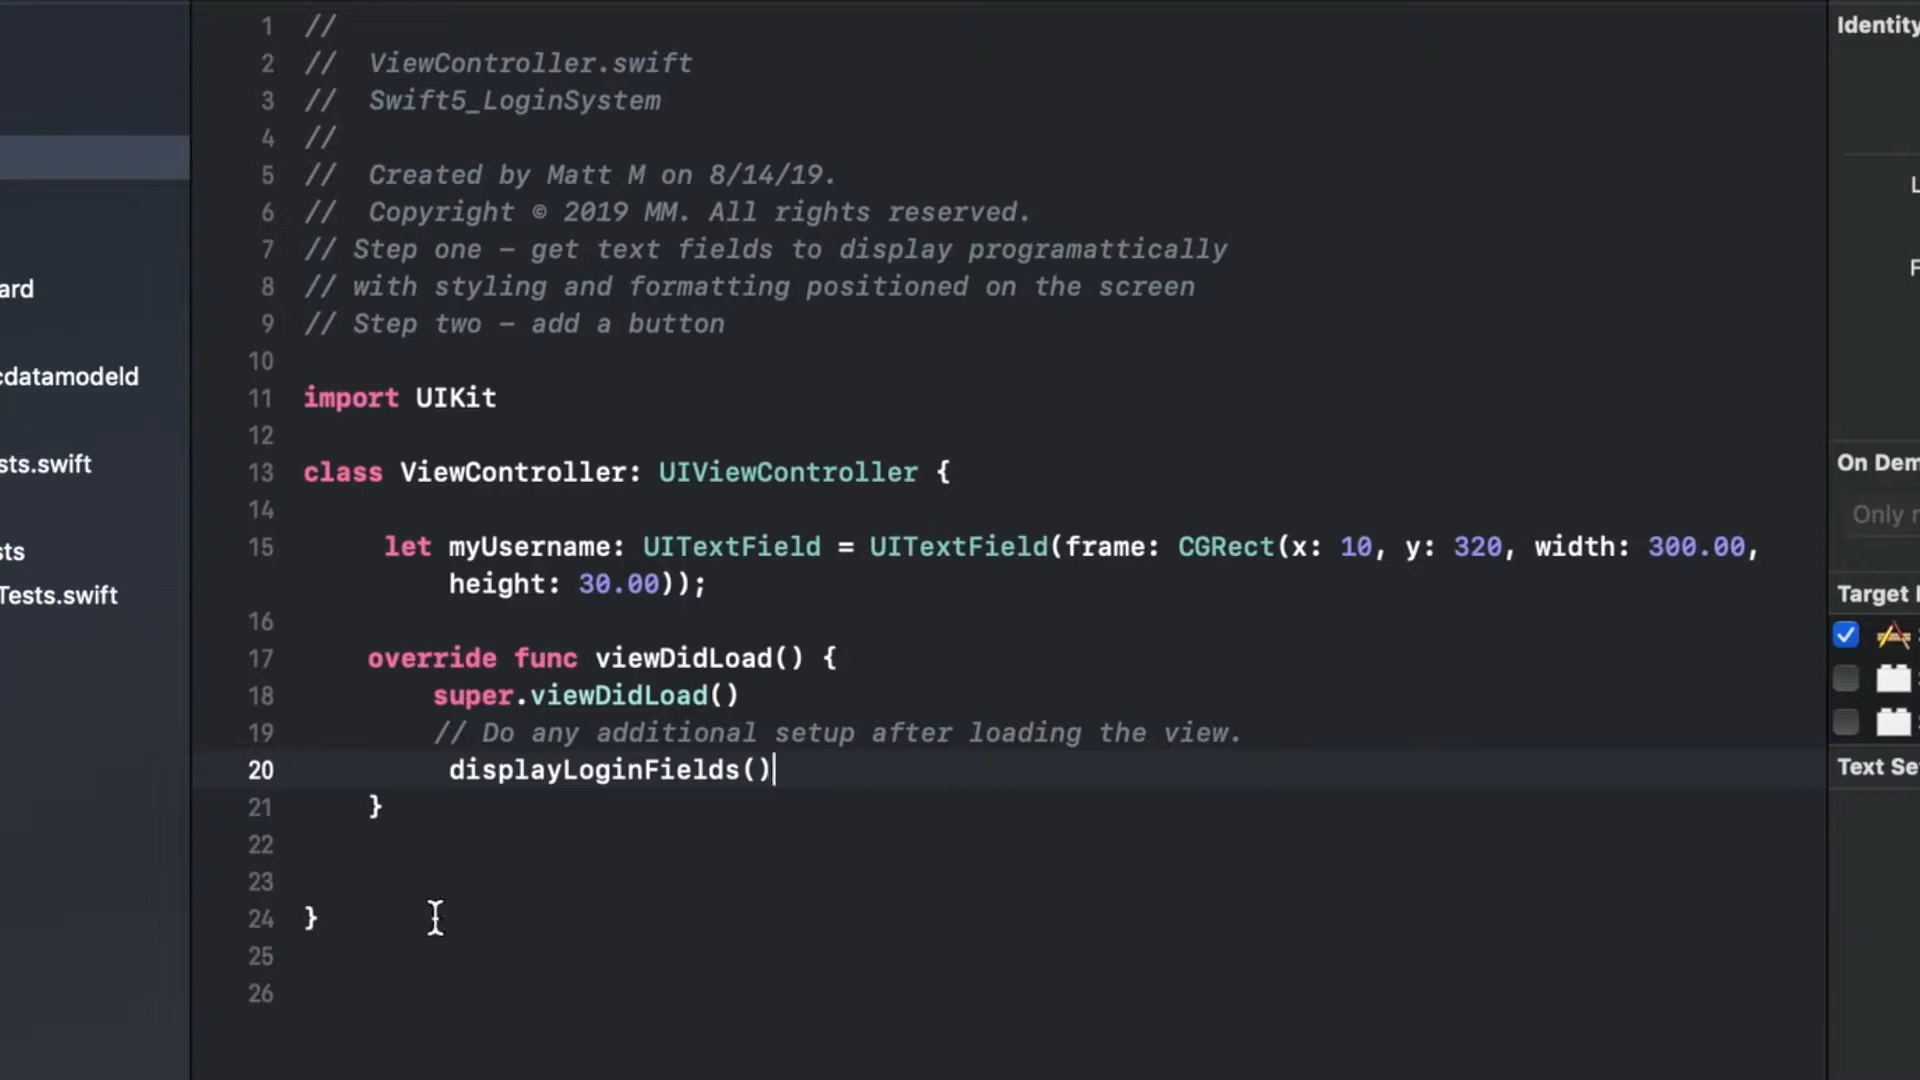 1 //
2 //  ViewController.swift
3 //  Swift5_LoginSystem
4 //
5 //  Created by Matt M on 8/14/19.
6 //  Copyright © 2019 MM. All rights reserved.
7 // Step one – get text fields to display programattically
8 // with styling and formatting positioned on the screen
9 // Step two – add a button
10
11 import UIKit
12
13 class ViewController: UIViewController {
14
15 let myUsername: UITextField = UITextField(frame: CGRect(x: 10, y: 320, width: 300.00,
height: 30.00));
16
17 override func viewDidLoad() {
18 super.viewDidLoad()
19 // Do any additional setup after loading the view.
20 displayLoginFields()
21 }
22
23
24 }
25
26
ard
cdatamodeld
sts.swift
sts
Tests.swift
Identity
On Dem
Only
Target
Text Se